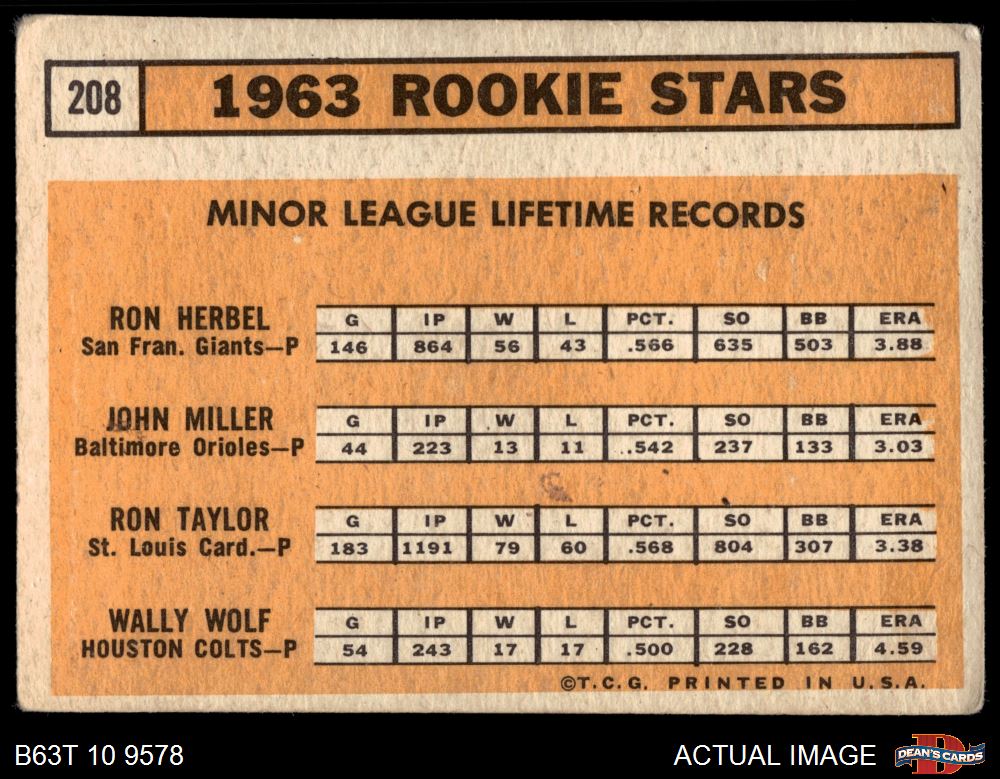 208 1963 ROOKIE STARS
MINOR LEAGUE LIFETIME RECORDS
RON HERBEL G IP W L PCT. SO BB ERA
San Fran. Giants—P 146 864 56 43 .566 635 503 3.88
JOHN MILLER G IP W L PCT. SO BB ERA
Baltimore Orioles—P 44 223 13 11 .542 237 133 3.03
RON TAYLOR G IP W L PCT. SO BB ERA
St. Louis Card.—P 183 1191 79 60 .568 804 307 3.38
WALLY WOLF G IP W L PCT. SO BB ERA
HOUSTON COLTS—P 54 243 17 17 .500 228 162 4.59
©T.C.G. PRINTED IN U.S.A.
B63T 10 9578 ACTUAL IMAGE D DEAN'S CARDS